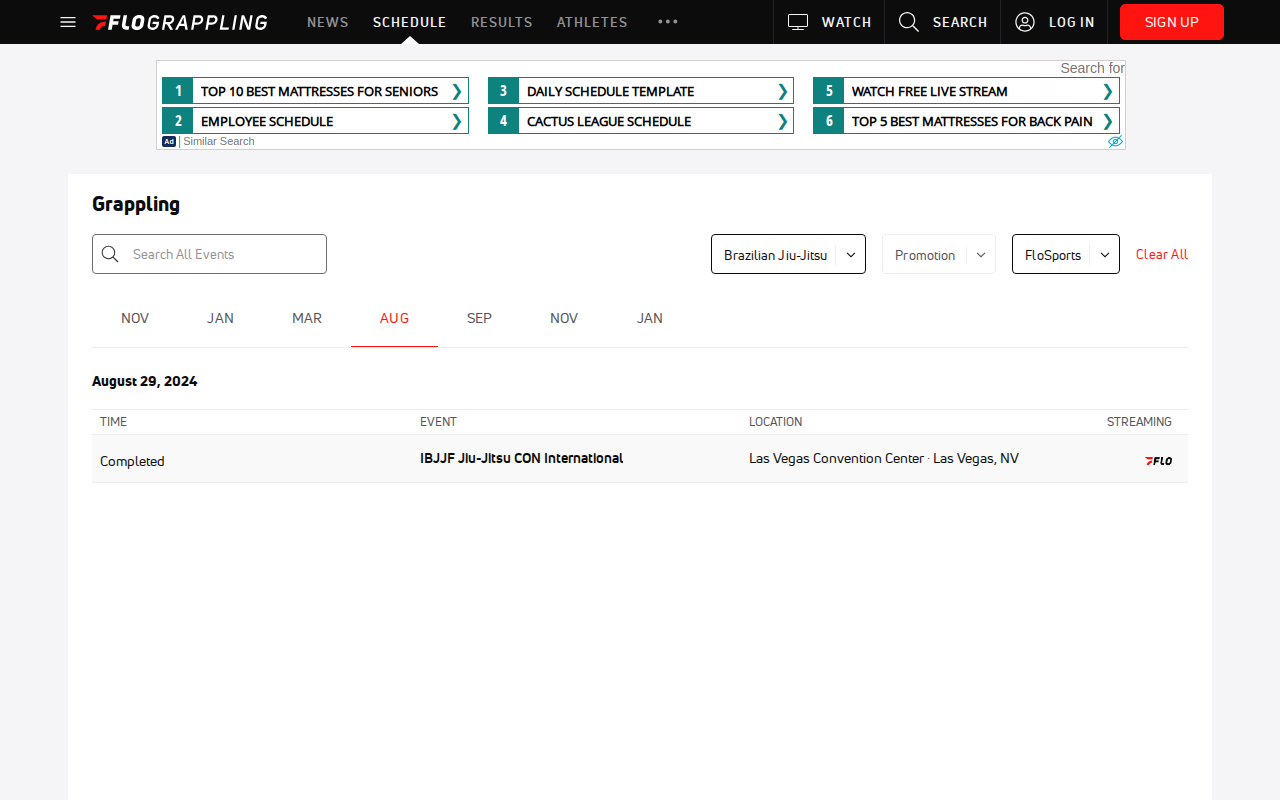 FLOGRAPPLING NEWS SCHEDULE RESULTS ATHLETES ••• WATCH SEARCH LOG IN SIGN UP
Search for
1 TOP 10 BEST MATTRESSES FOR SENIORS ❯ 3 DAILY SCHEDULE TEMPLATE ❯ 5 WATCH FREE LIVE STREAM ❯
2 EMPLOYEE SCHEDULE ❯ 4 CACTUS LEAGUE SCHEDULE ❯ 6 TOP 5 BEST MATTRESSES FOR BACK PAIN ❯
Ad | Similar Search
Grappling
Search All Events Brazilian Jiu-Jitsu Promotion FloSports Clear All
NOV JAN MAR AUG SEP NOV JAN
August 29, 2024
TIME EVENT LOCATION STREAMING
Completed IBJJF Jiu-Jitsu CON International Las Vegas Convention Center · Las Vegas, NV FLO